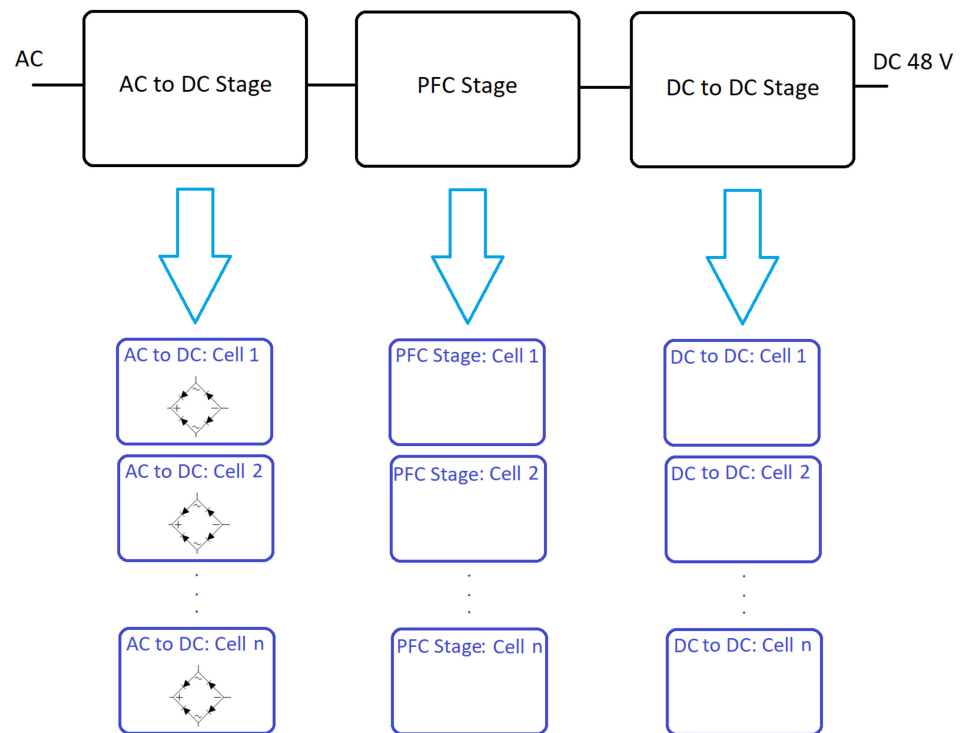 AC
AC to DC Stage
PFC Stage
DC to DC Stage
DC 48 V
AC to DC: Cell 1
PFC Stage: Cell 1
DC to DC: Cell 1
AC to DC: Cell 2
PFC Stage: Cell 2
DC to DC: Cell 2
AC to DC: Cell n
PFC Stage: Cell n
DC to DC: Cell n